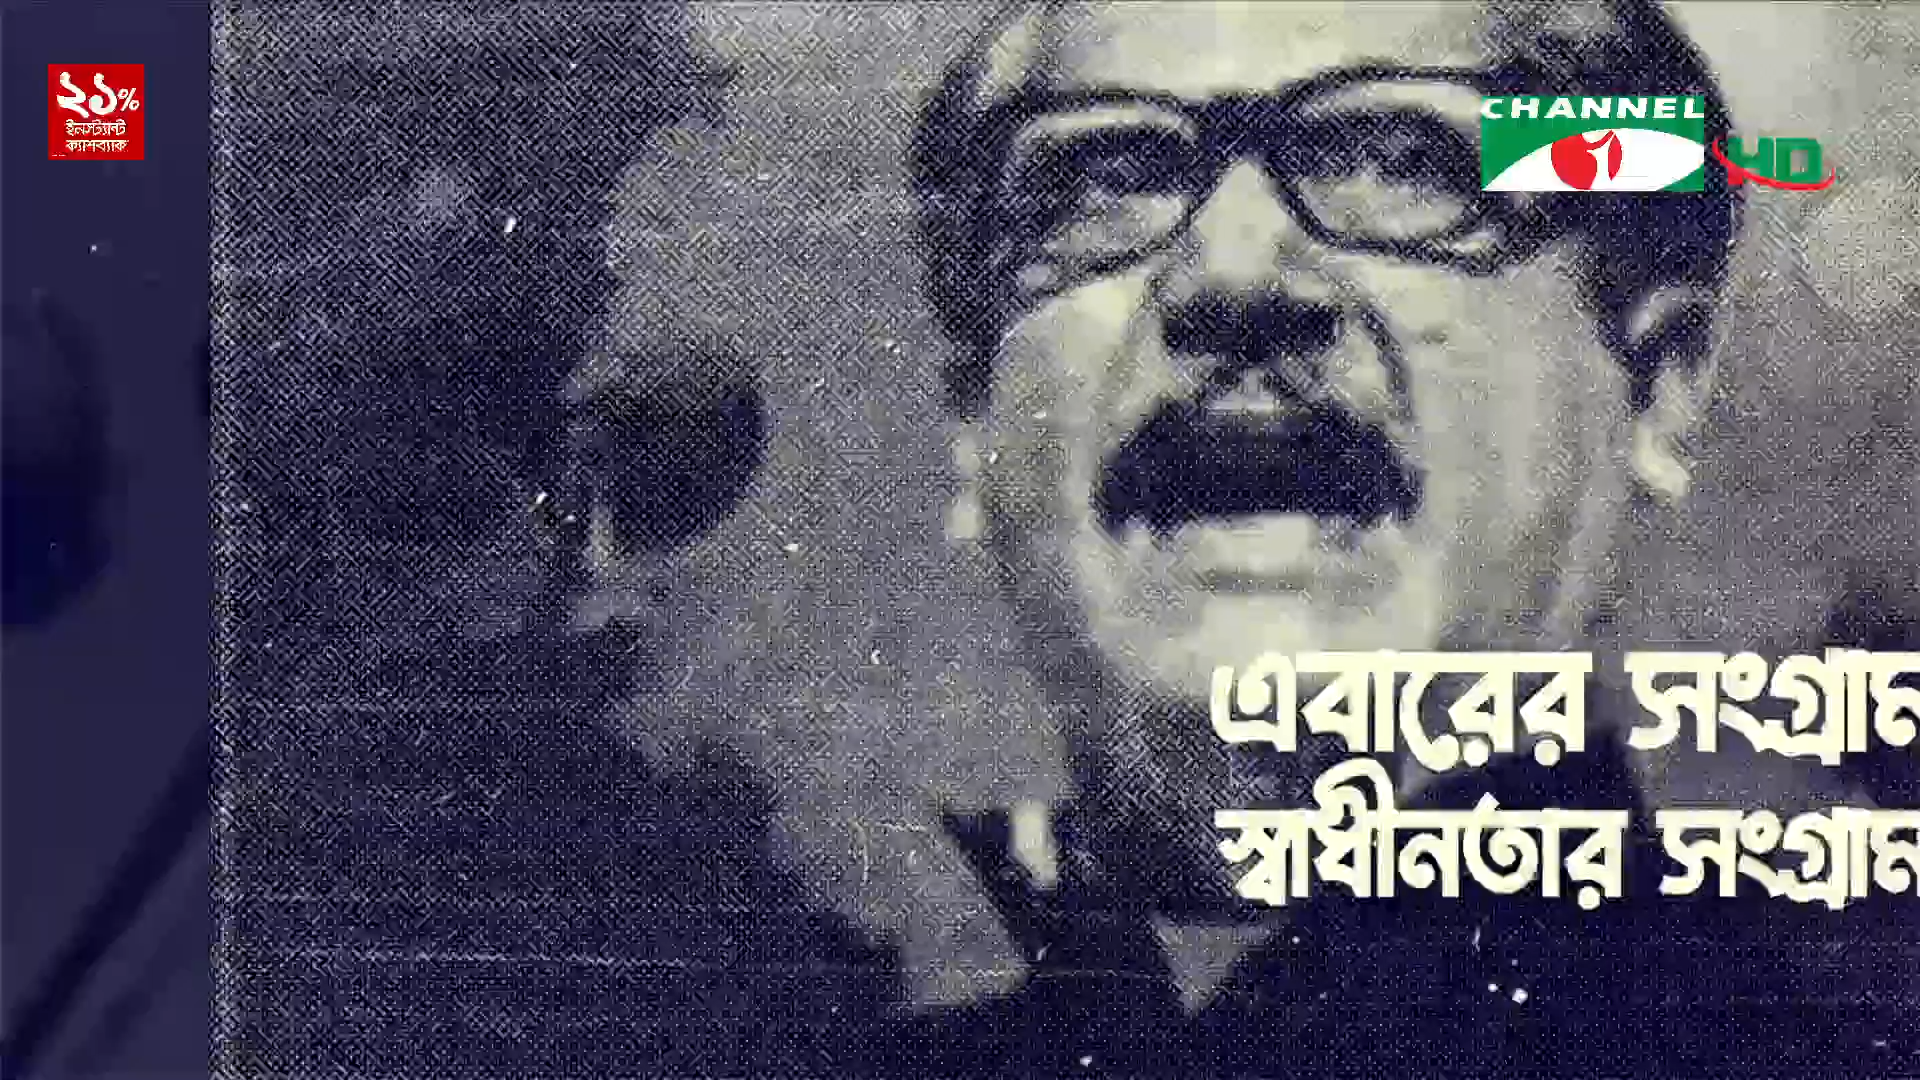 ২১%
ইনস্ট্যান্ট
ক্যাশব্যাক
CHANNEL
i
HD
এবারের সংগ্রাম
স্বাধীনতার সংগ্রাম